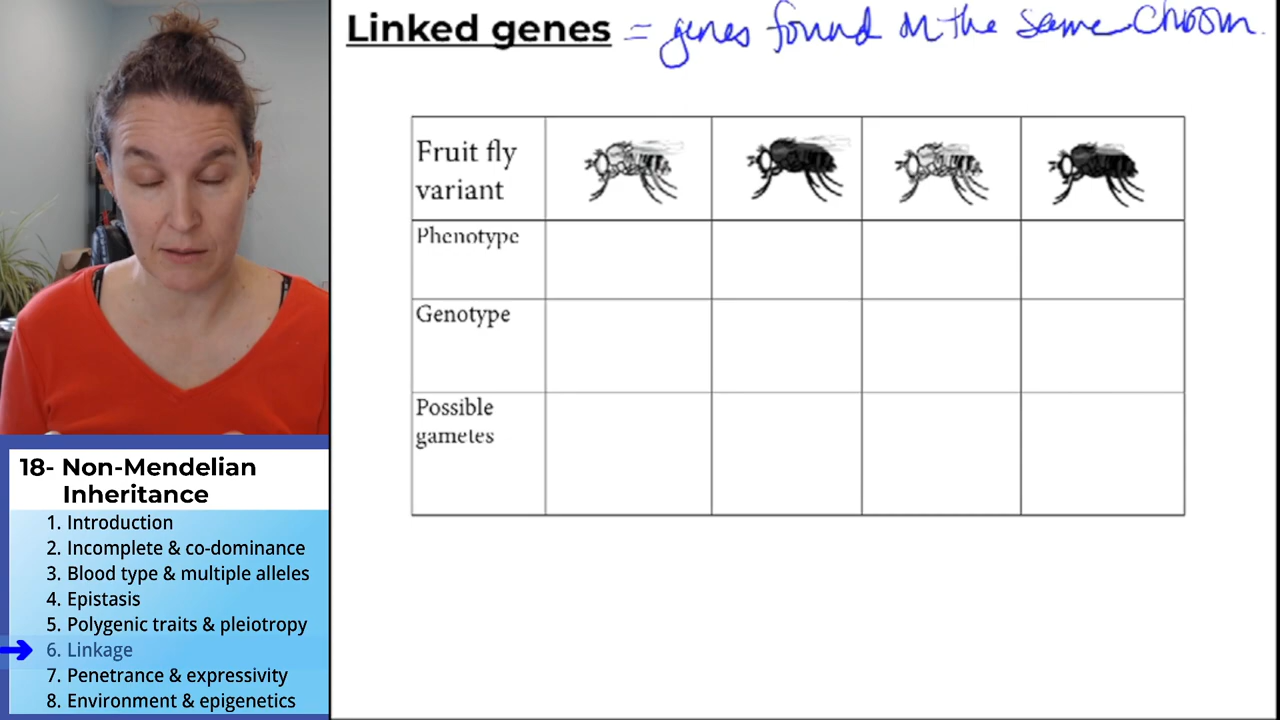 Linked genes = genes found on the same chrom.
Fruit fly
variant
Phenotype
Genotype
Possible
gametes
18- Non-Mendelian
Inheritance
1. Introduction
2. Incomplete & co-dominance
3. Blood type & multiple alleles
4. Epistasis
5. Polygenic traits & pleiotropy
6. Linkage
7. Penetrance & expressivity
8. Environment & epigenetics